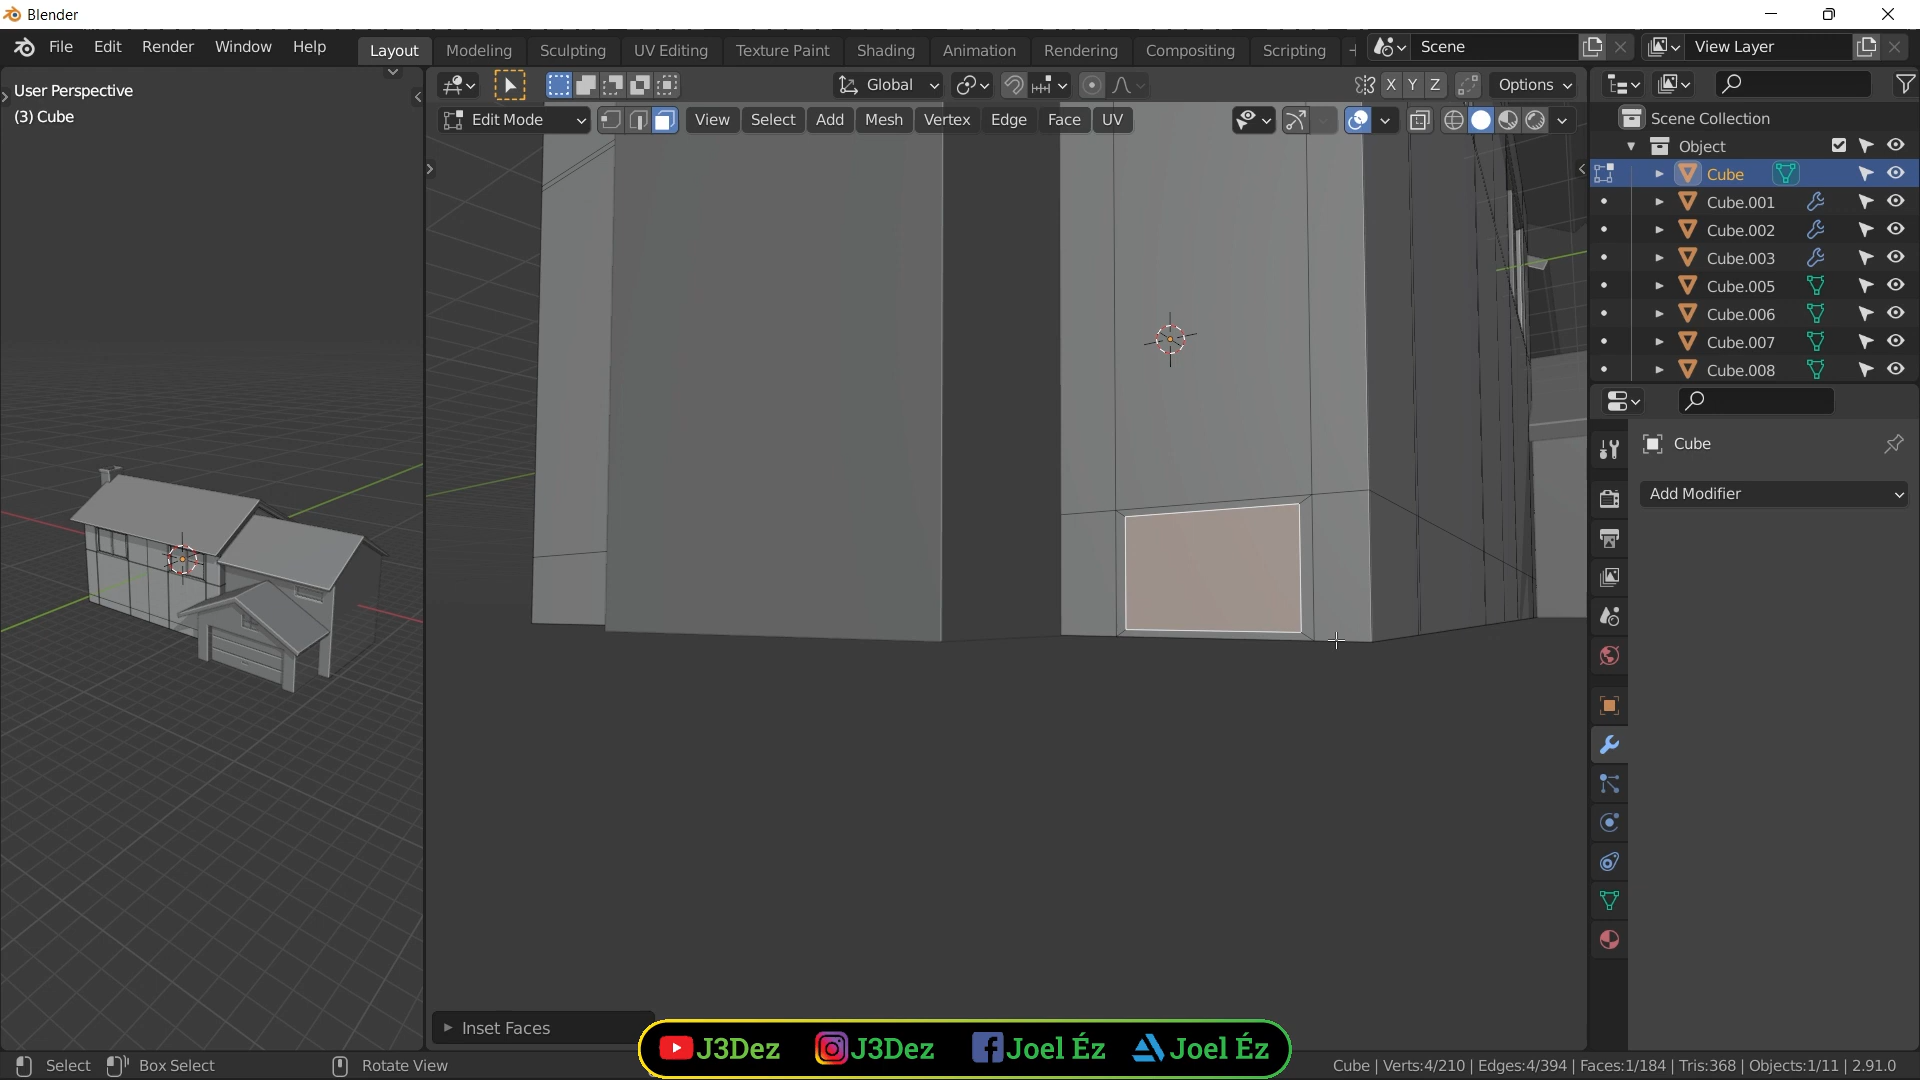 Blender
File Edit Render Window Help Layout Modeling Sculpting UV Editing Texture Paint Shading Animation Rendering Compositing Scripting Scene View Layer
Global X Y Z Options
User Perspective
(3) Cube
Edit Mode View Select Add Mesh Vertex Edge Face UV
Scene Collection
Object
Cube
Cube.001
Cube.002
Cube.003
Cube.005
Cube.006
Cube.007
Cube.008
Cube
Add Modifier
Inset Faces
J3Dez J3Dez Joel Éz Joel Éz
Select Box Select Rotate View Cube | Verts:4/210 | Edges:4/394 | Faces:1/184 | Tris:368 | Objects:1/11 | 2.91.0